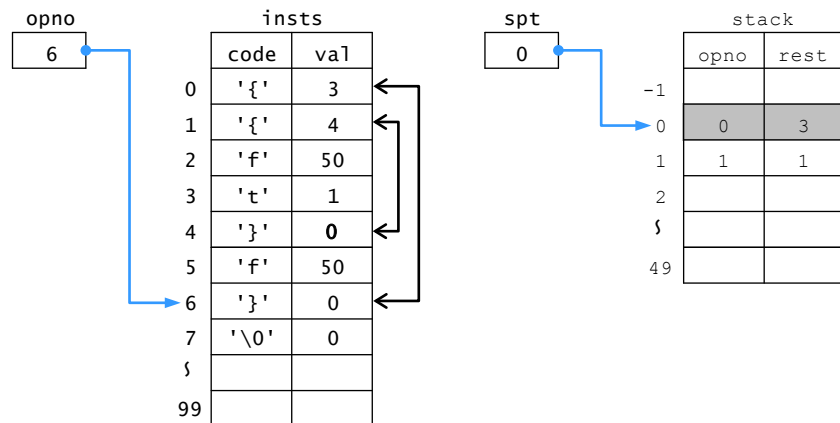 opno insts spt stack
6 code val 0 opno rest
0 '{' 3 -1
1 '{' 4 0 0 3
2 'f' 50 1 1 1
3 't' 1 2
4 '}' 0 ⌇
5 'f' 50 49
6 '}' 0
7 '\0' 0
⌇
99